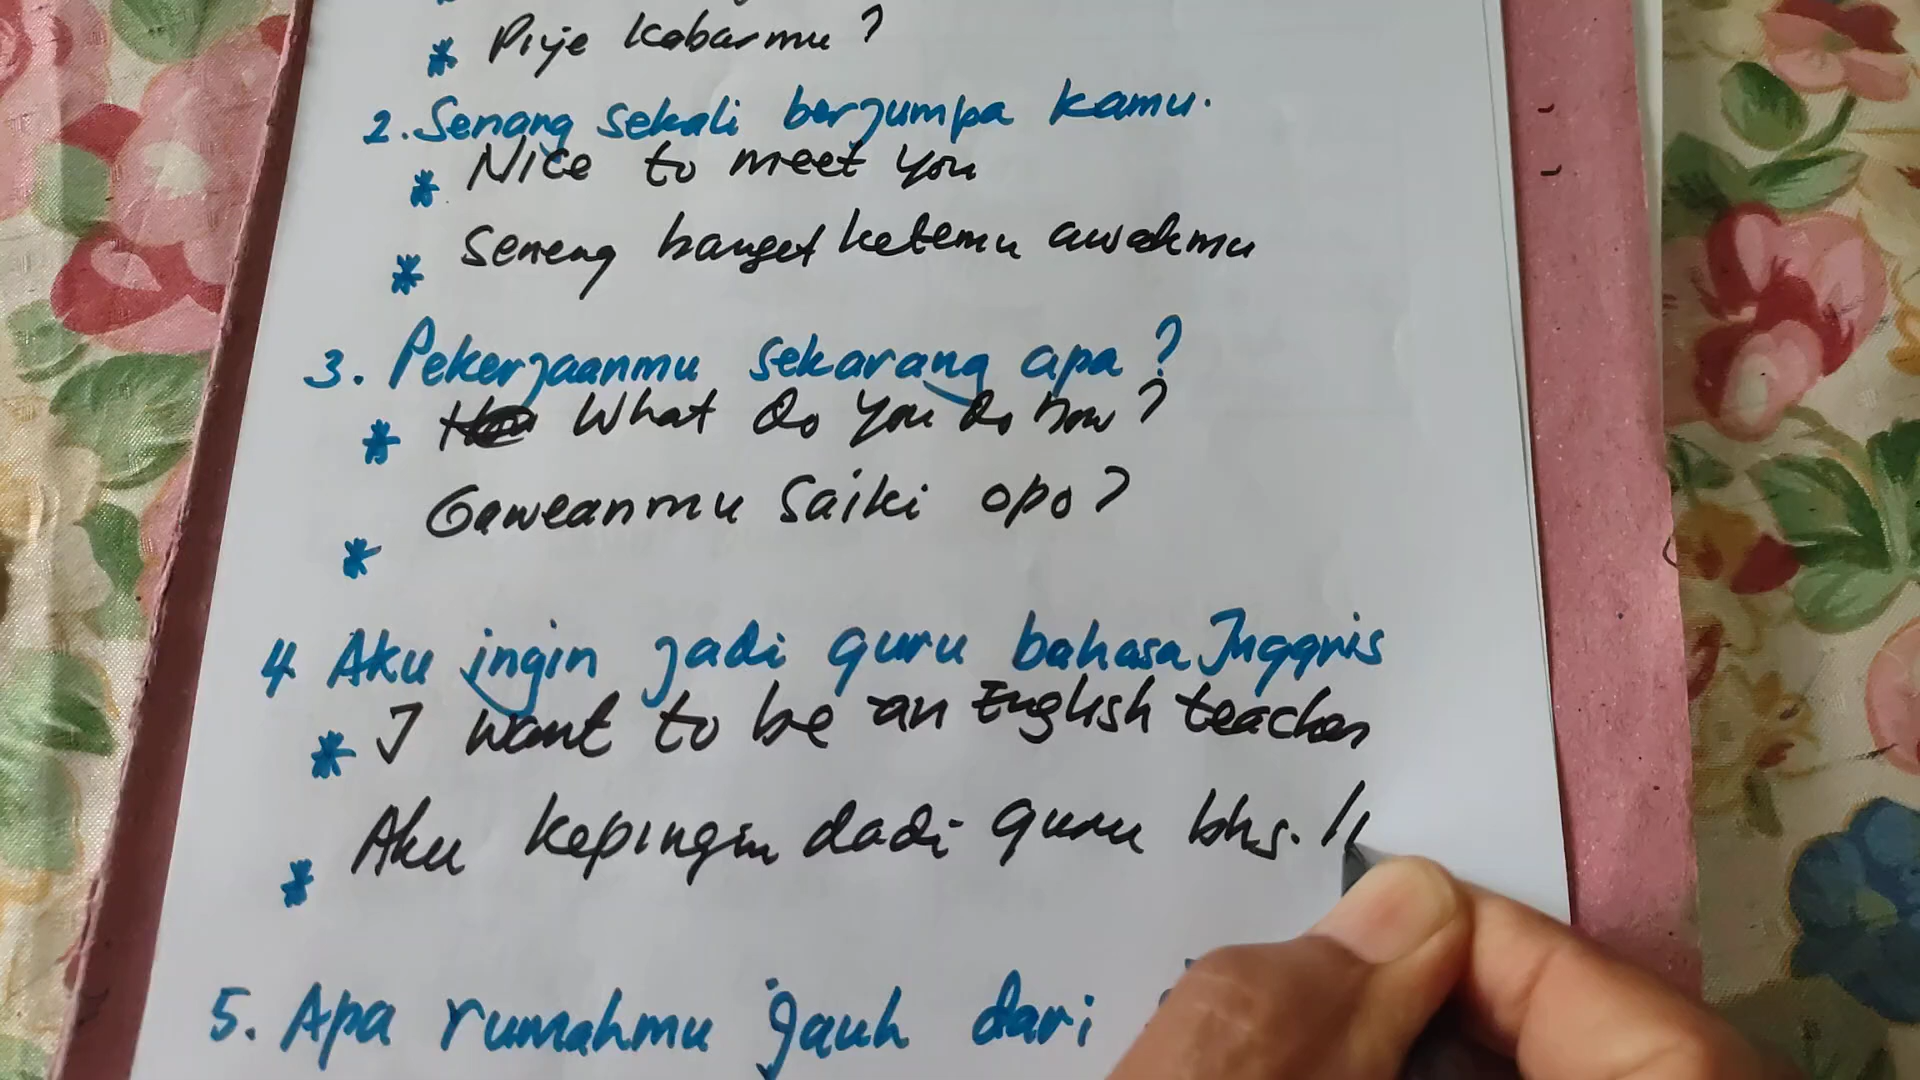 * Piye kabarmu?
2. Senang sekali berjumpa kamu.
* Nice to meet you
* Seneng banget ketemu awakmu
3. Pekerjaanmu sekarang apa?
* What do you do now?
* Gaweanmu saiki opo?
4 Aku ingin jadi guru bahasa Inggris
* I want to be an English teacher
* Aku kepingin dadi guru bhs.
5. Apa rumahmu jauh dari